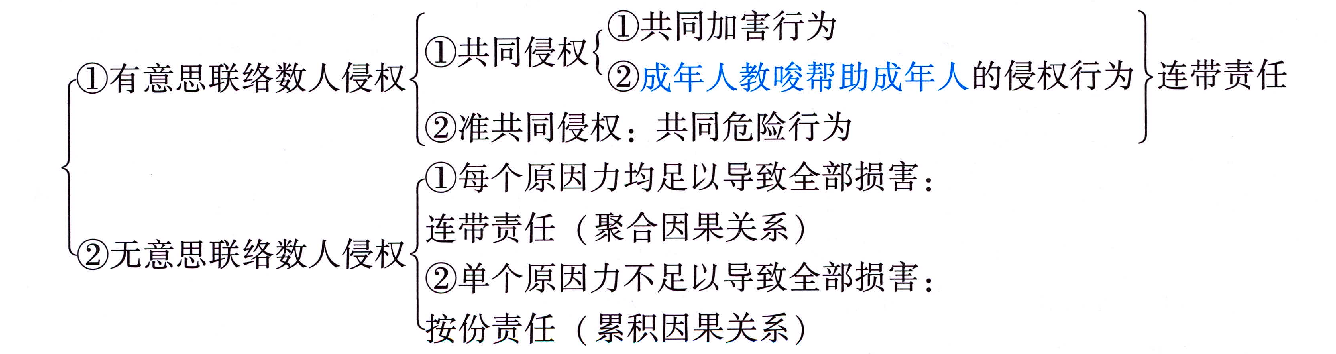 ①有意思联络数人侵权
①共同侵权
①共同加害行为
②成年人教唆帮助成年人的侵权行为
②准共同侵权：共同危险行为
连带责任
②无意思联络数人侵权
①每个原因力均足以导致全部损害：
连带责任（聚合因果关系）
②单个原因力不足以导致全部损害：
按份责任（累积因果关系）